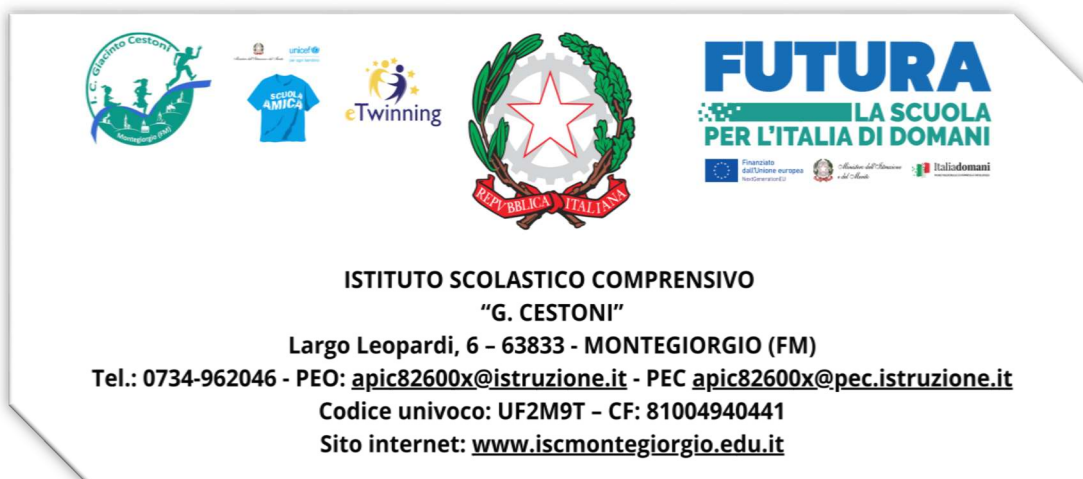 I. C. Giacinto Cestoni
Montegiorgio (FM)
unicef
SCUOLA
AMICA
eTwinning
REPVBBLICA ITALIANA
FUTURA
LA SCUOLA
PER L'ITALIA DI DOMANI
Finanziato
dall'Unione europea
NextGenerationEU
Ministero dell'Istruzione
e del Merito
Italiadomani
ISTITUTO SCOLASTICO COMPRENSIVO
“G. CESTONI”
Largo Leopardi, 6 – 63833 - MONTEGIORGIO (FM)
Tel.: 0734-962046 - PEO: apic82600x@istruzione.it - PEC apic82600x@pec.istruzione.it
Codice univoco: UF2M9T – CF: 81004940441
Sito internet: www.iscmontegiorgio.edu.it